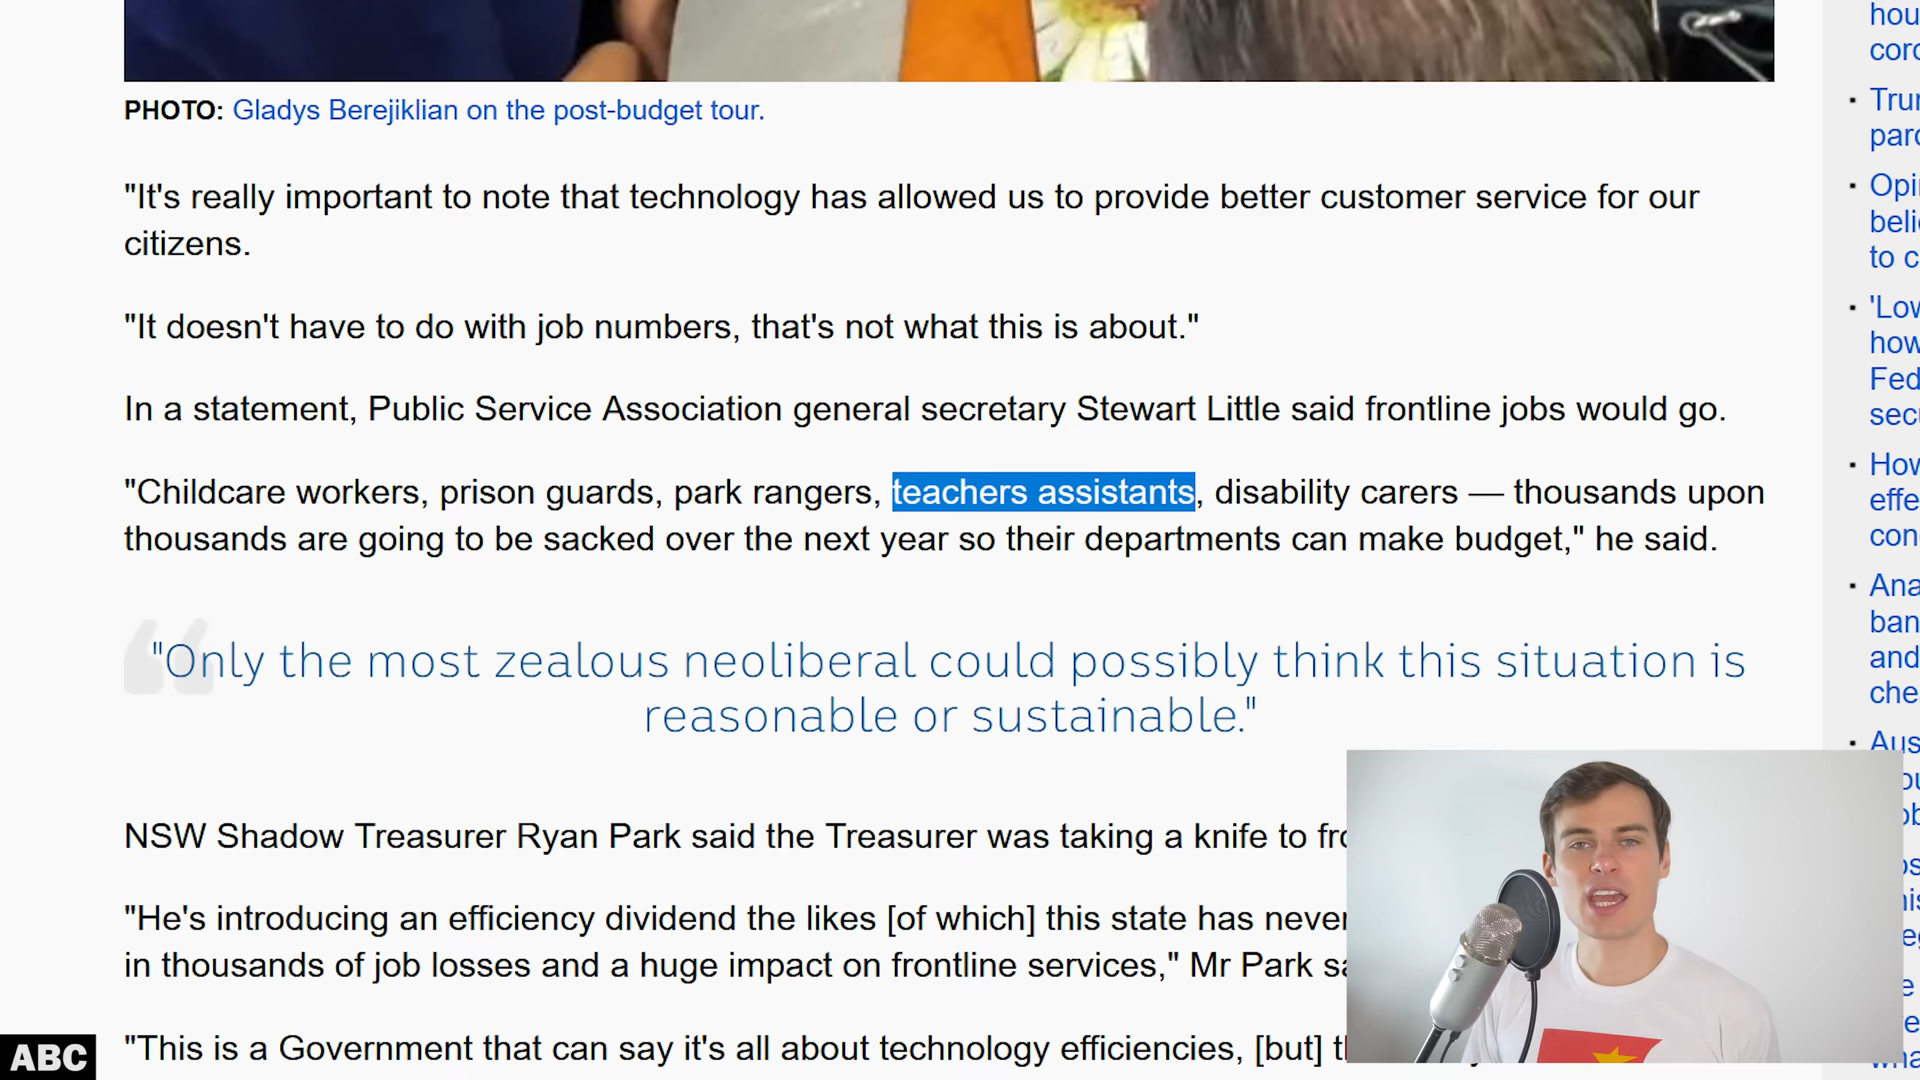 PHOTO: Gladys Berejiklian on the post-budget tour.
"It's really important to note that technology has allowed us to provide better customer service for our
citizens.
"It doesn't have to do with job numbers, that's not what this is about."
In a statement, Public Service Association general secretary Stewart Little said frontline jobs would go.
"Childcare workers, prison guards, park rangers, teachers assistants, disability carers — thousands upon
thousands are going to be sacked over the next year so their departments can make budget," he said.
"Only the most zealous neoliberal could possibly think this situation is
reasonable or sustainable."
NSW Shadow Treasurer Ryan Park said the Treasurer was taking a knife to
"He's introducing an efficiency dividend the likes [of which] this state has never
in thousands of job losses and a huge impact on frontline services," Mr Park
"This is a Government that can say it's all about technology efficiencies, [but]
ABC
to
'Low
how
Fed
How
and